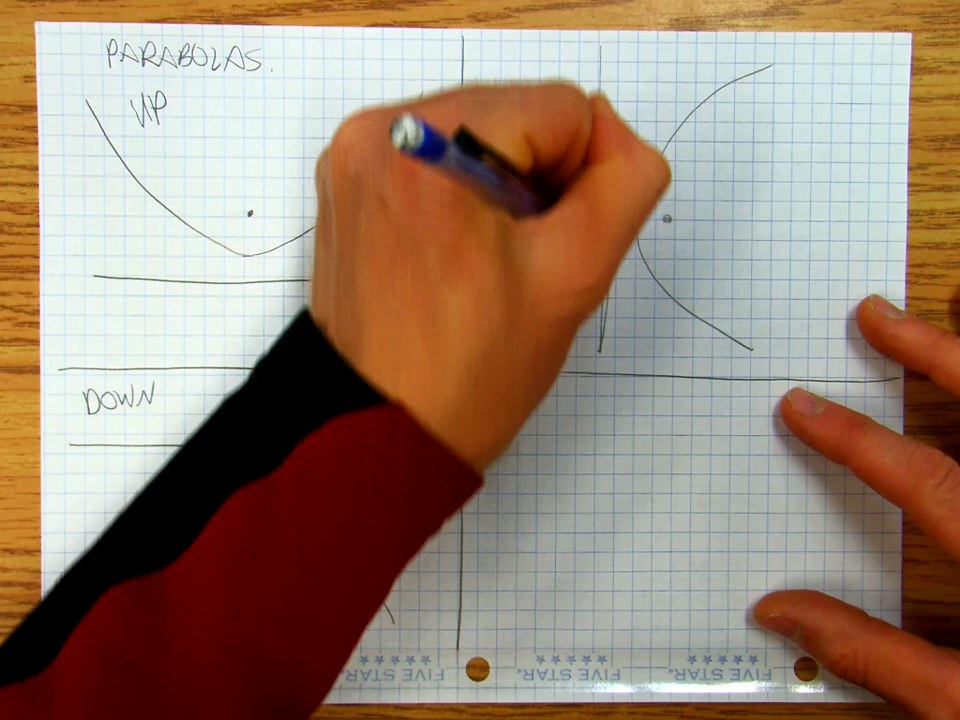 PARABOLAS.
UP
DOWN
FIVE STAR.
FIVE STAR.
FIVE STAR.